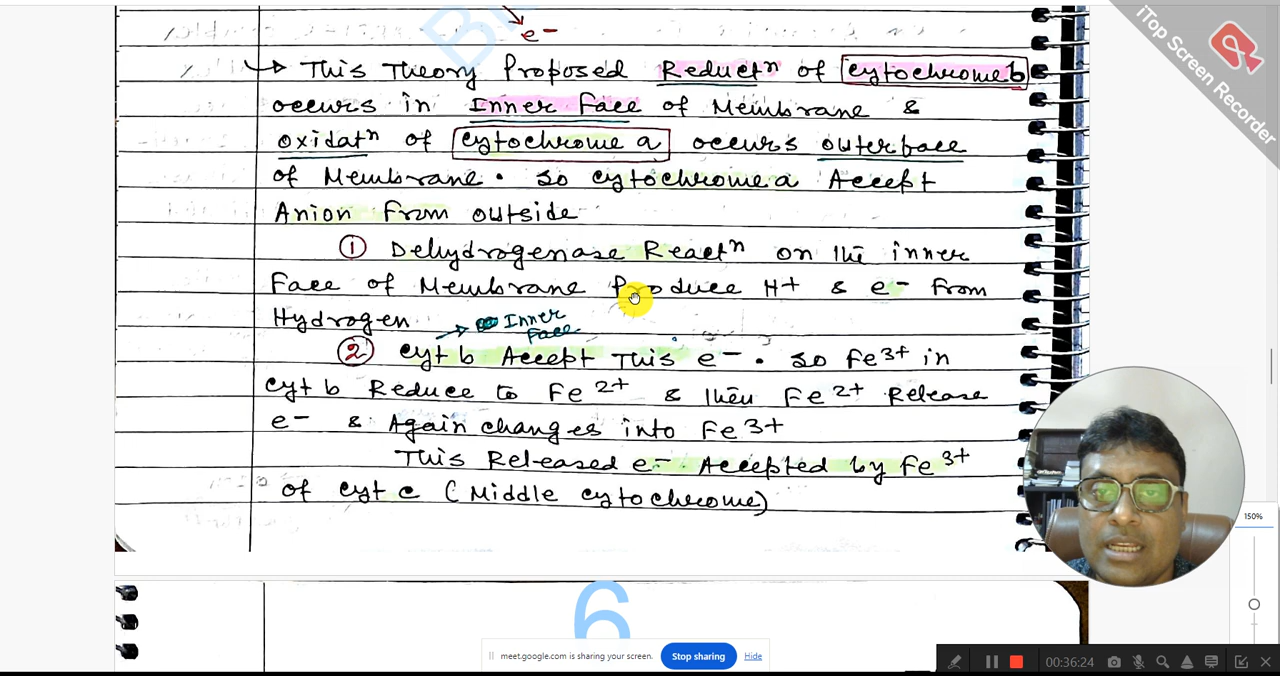 e-
→ This Theory Proposed Reductⁿ of cytochrome b
occurs in Inner Face of Membrane &
oxidatⁿ of cytochrome a occurs outerface
of Membrane. So cytochrome a Accept
Anion From outside
① Dehydrogenase Reactⁿ on the inner
Face of Membrane Produce H+ & e- From
Hydrogen
→ Inner
Face
② Cyt b Accept This e-. So Fe3+ in
Cyt b Reduce to Fe2+ & then Fe2+ Release
e- & Again changes into Fe3+
This Released e- Accepted by Fe3+
of cyt c (Middle cytochrome)
6
iTop Screen Recorder
150%
meet.google.com is sharing your screen. Stop sharing Hide
00:36:24